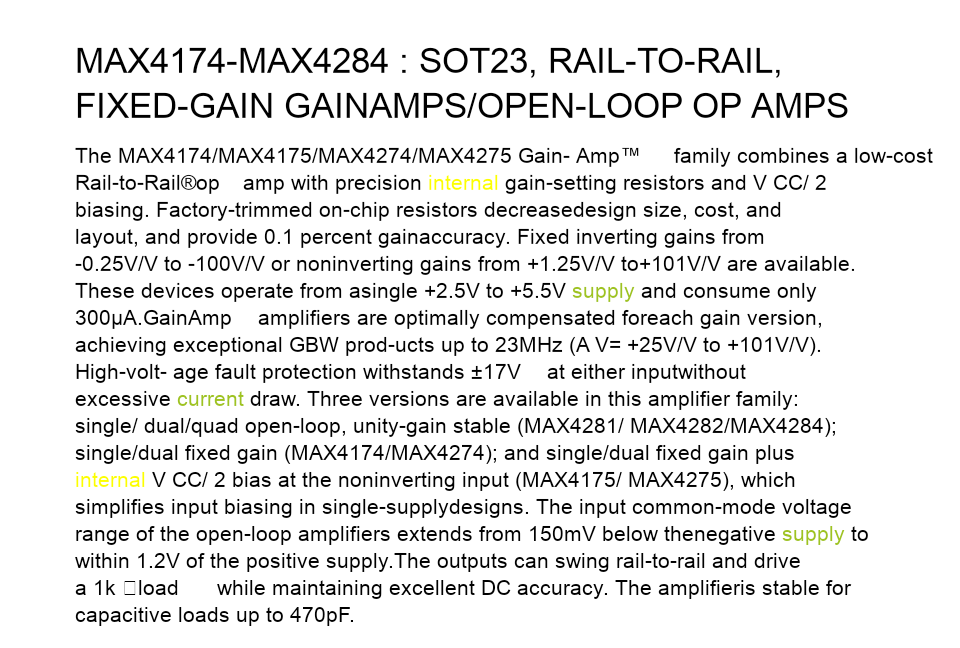 MAX4174-MAX4284 : SOT23, RAIL-TO-RAIL,
FIXED-GAIN GAINAMPS/OPEN-LOOP OP AMPS
The MAX4174/MAX4175/MAX4274/MAX4275 Gain- Amp™ family combines a low-cost
Rail-to-Rail®op amp with precision internal gain-setting resistors and V CC/ 2
biasing. Factory-trimmed on-chip resistors decreasedesign size, cost, and
layout, and provide 0.1 percent gainaccuracy. Fixed inverting gains from
-0.25V/V to -100V/V or noninverting gains from +1.25V/V to+101V/V are available.
These devices operate from asingle +2.5V to +5.5V supply and consume only
300µA.GainAmp amplifiers are optimally compensated foreach gain version,
achieving exceptional GBW prod-ucts up to 23MHz (A V= +25V/V to +101V/V).
High-volt- age fault protection withstands ±17V at either inputwithout
excessive current draw. Three versions are available in this amplifier family:
single/ dual/quad open-loop, unity-gain stable (MAX4281/ MAX4282/MAX4284);
single/dual fixed gain (MAX4174/MAX4274); and single/dual fixed gain plus
internal V CC/ 2 bias at the noninverting input (MAX4175/ MAX4275), which
simplifies input biasing in single-supplydesigns. The input common-mode voltage
range of the open-loop amplifiers extends from 150mV below thenegative supply to
within 1.2V of the positive supply.The outputs can swing rail-to-rail and drive
a 1k load while maintaining excellent DC accuracy. The amplifieris stable for
capacitive loads up to 470pF.